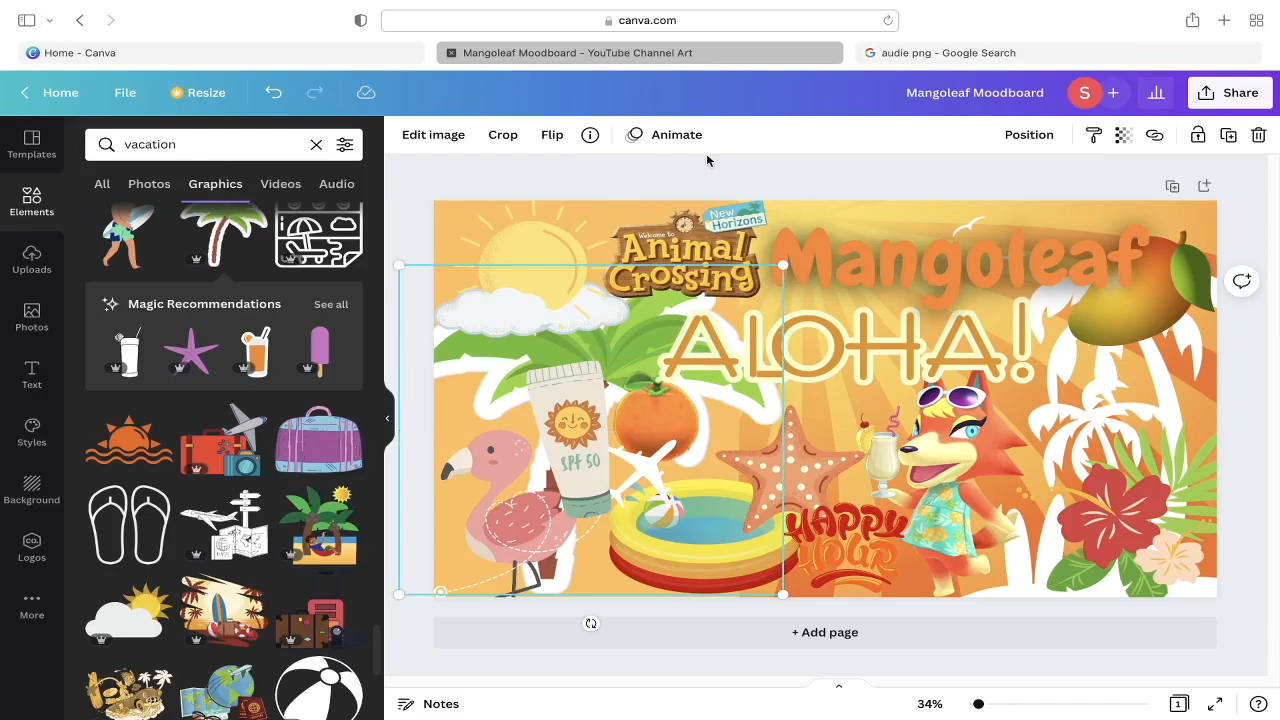 canva.com
Home - Canva
Mangoleaf Moodboard - YouTube Channel Art
audie png - Google Search
Home
File
Resize
Mangoleaf Moodboard
S
Share
Templates
Elements
Uploads
Photos
Text
Styles
Background
Logos
More
vacation
All
Photos
Graphics
Videos
Audio
Magic Recommendations
See all
Edit image
Crop
Flip
Animate
Position
New
Horizons
Welcome to
Animal
Crossing
Mangoleaf
ALOHA!
SPF 50
HAPPY
HOUR
+ Add page
Notes
34%
1